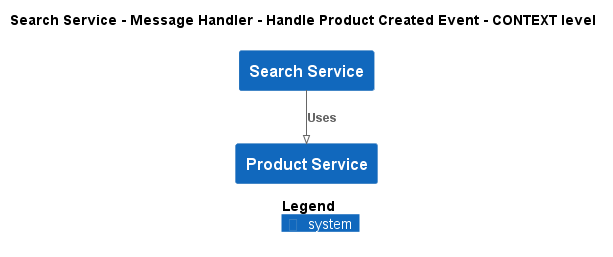 Search Service - Message Handler - Handle Product Created Event - CONTEXT level
Search Service
Uses
Product Service
Legend
system